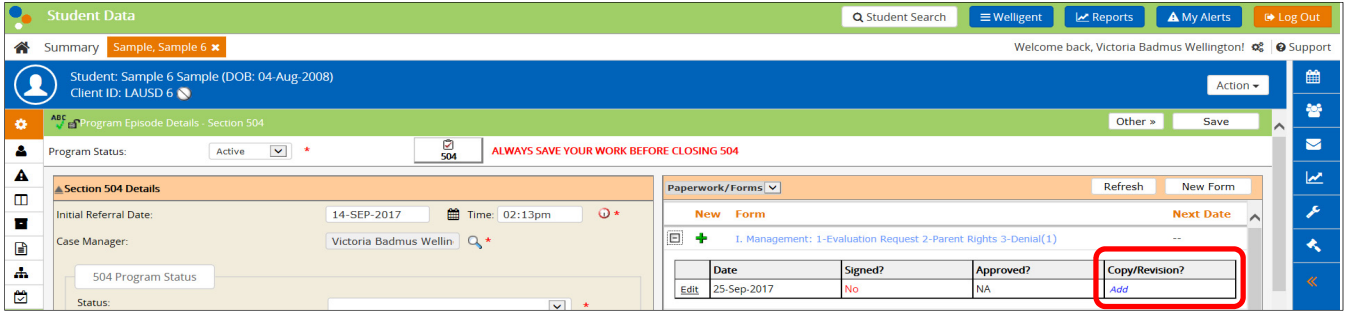 Student Data Student Search Welligent Reports My Alerts Log Out
Summary Sample, Sample 6 × Welcome back, Victoria Badmus Wellington! Support
Student: Sample 6 Sample (DOB: 04-Aug-2008)
Client ID: LAUSD 6 Action
ABC Program Episode Details - Section 504 Other » Save
Program Status: Active * 504 ALWAYS SAVE YOUR WORK BEFORE CLOSING 504
Section 504 Details
Initial Referral Date: 14-SEP-2017 Time: 02:13pm *
Case Manager: Victoria Badmus Wellin *
504 Program Status
Status: *
Paperwork/Forms Refresh New Form
New Form Next Date
I. Management: 1-Evaluation Request 2-Parent Rights 3-Denial(1) --
Date Signed? Approved? Copy/Revision?
Edit 25-Sep-2017 No NA Add